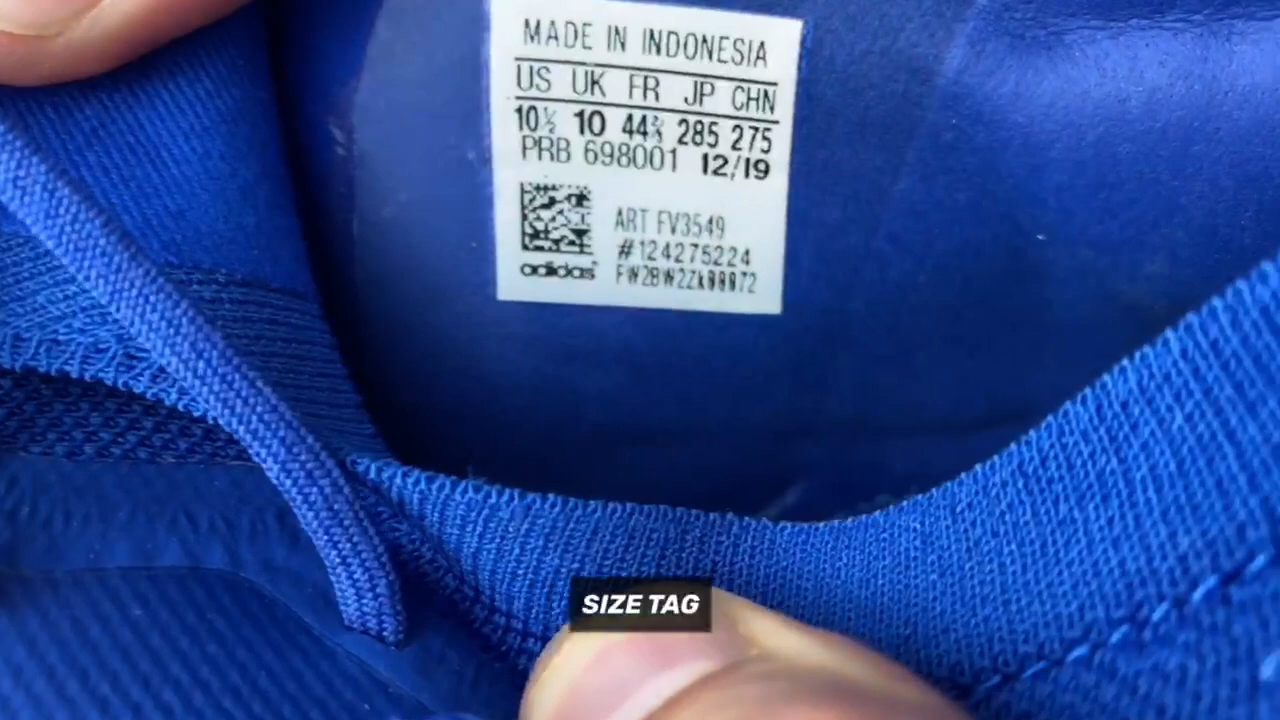 MADE IN INDONESIA
US UK FR JP CHN
10½ 10 44⅔ 285 275
PRB 698001 12/19
ART FV3549
#124275224
adidas
SIZE TAG